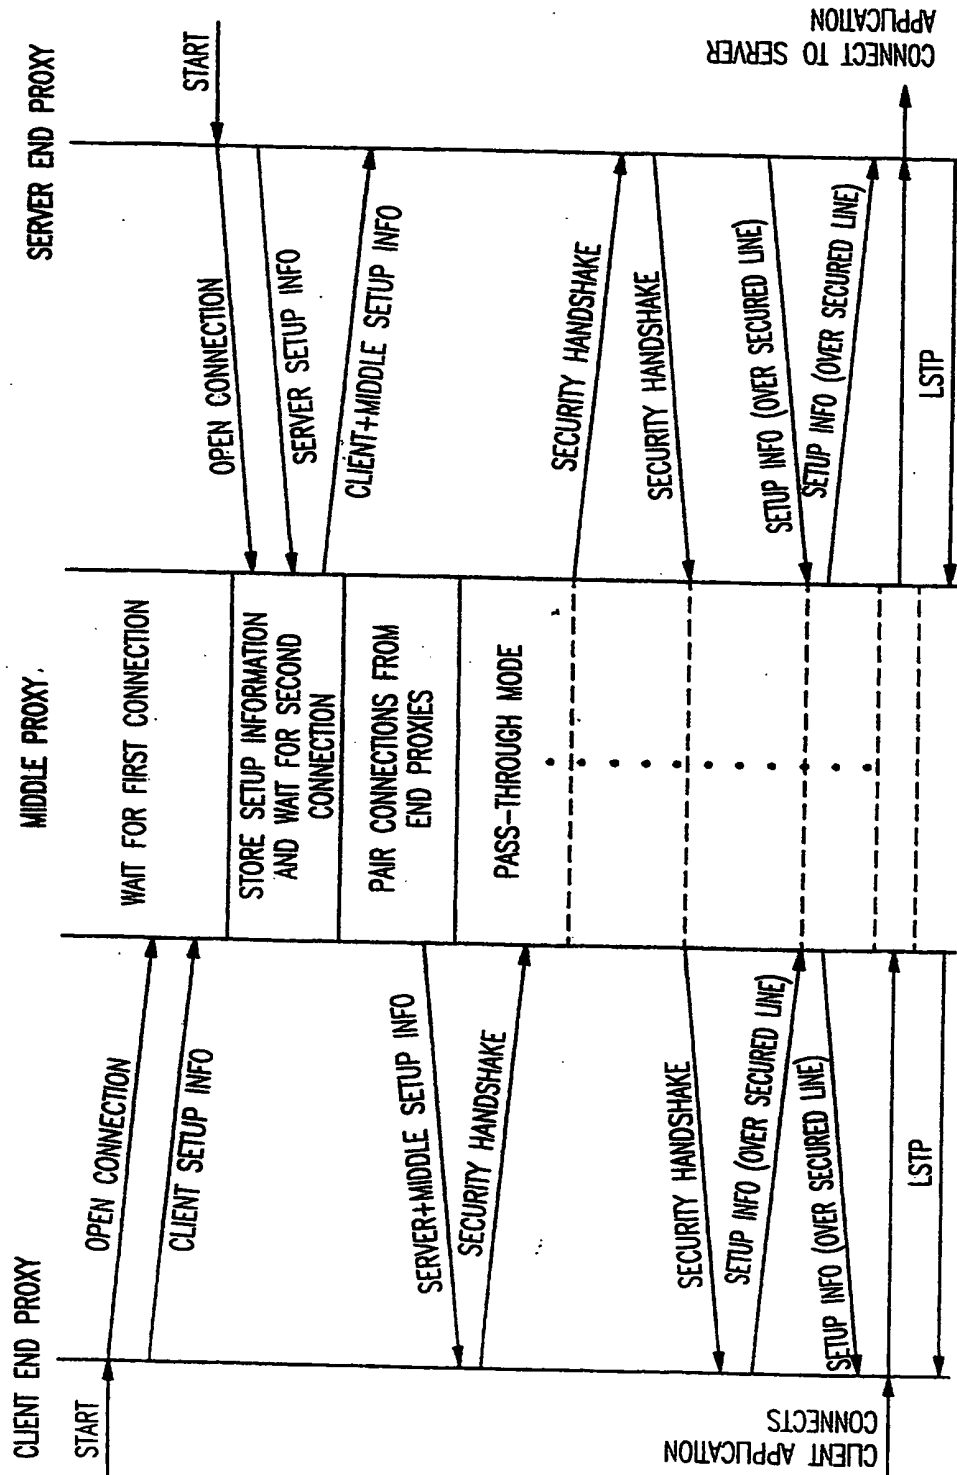 CLIENT END PROXY
MIDDLE PROXY.
SERVER END PROXY
START
START
OPEN CONNECTION
CLIENT SETUP INFO
WAIT FOR FIRST CONNECTION
OPEN CONNECTION
SERVER SETUP INFO
STORE SETUP INFORMATION
AND WAIT FOR SECOND
CONNECTION
CLIENT+MIDDLE SETUP INFO
PAIR CONNECTIONS FROM
END PROXIES
SERVER+MIDDLE SETUP INFO
SECURITY HANDSHAKE
PASS-THROUGH MODE
SECURITY HANDSHAKE
SECURITY HANDSHAKE
SECURITY HANDSHAKE
SETUP INFO (OVER SECURED LINE)
SETUP INFO (OVER SECURED LINE)
SETUP INFO (OVER SECURED LINE)
SETUP INFO (OVER SECURED LINE)
CLIENT APPLICATION
CONNECTS
LSTP
LSTP
CONNECT TO SERVER
APPLICATION